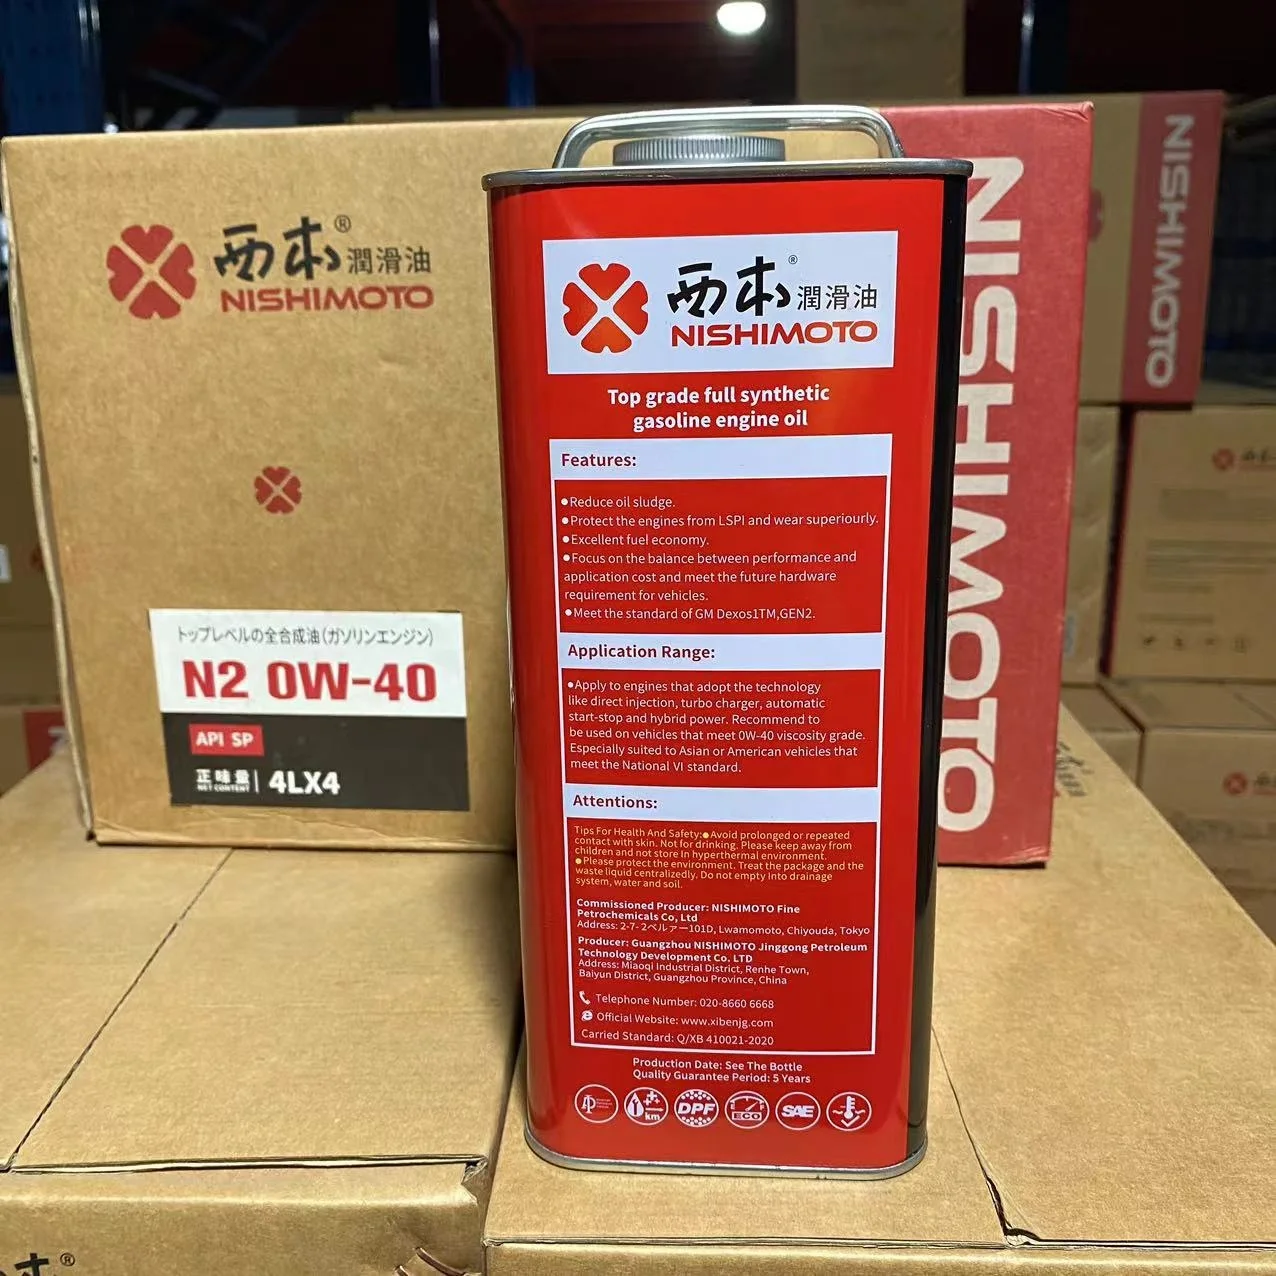 西本®潤滑油
NISHIMOTO
トップレベルの全合成油(ガソリンエンジン)
N2 0W-40
API SP
正味量
NET CONTENT
4LX4
西本®潤滑油
NISHIMOTO
Top grade full synthetic
gasoline engine oil
Features:
●Reduce oil sludge.
●Protect the engines from LSPI and wear superiourly.
●Excellent fuel economy.
●Focus on the balance between performance and
application cost and meet the future hardware
requirement for vehicles.
●Meet the standard of GM Dexos1TM,GEN2.
Application Range:
●Apply to engines that adopt the technology
like direct injection, turbo charger, automatic
start-stop and hybrid power. Recommend to
be used on vehicles that meet 0W-40 viscosity grade.
Especially suited to Asian or American vehicles that
meet the National VI standard.
Attentions:
Tips For Health And Safety:●Avoid prolonged or repeated
contact with skin. Not for drinking. Please keep away from
children and not store in hyperthermal environment.
●Please protect the environment. Treat the package and the
waste liquid centralizedly. Do not empty into drainage
system, water and soil.
Commissioned Producer: NISHIMOTO Fine
Petrochemicals Co, Ltd
Address: 2-7- 2ベルァー101D, Lwamomoto, Chiyouda, Tokyo
Producer: Guangzhou NISHIMOTO Jinggong Petroleum
Technology Development Co. LTD
Address: Miaoqi Industrial District, Renhe Town,
Baiyun District, Guangzhou Province, China
Telephone Number: 020-8660 6668
Official Website: www.xibenjg.com
Carried Standard: Q/XB 410021-2020
Production Date: See The Bottle
Quality Guarantee Period: 5 Years
km
DPF
E F
ECO
SAE
NISHIMOTO
NISHIMOTO
本®